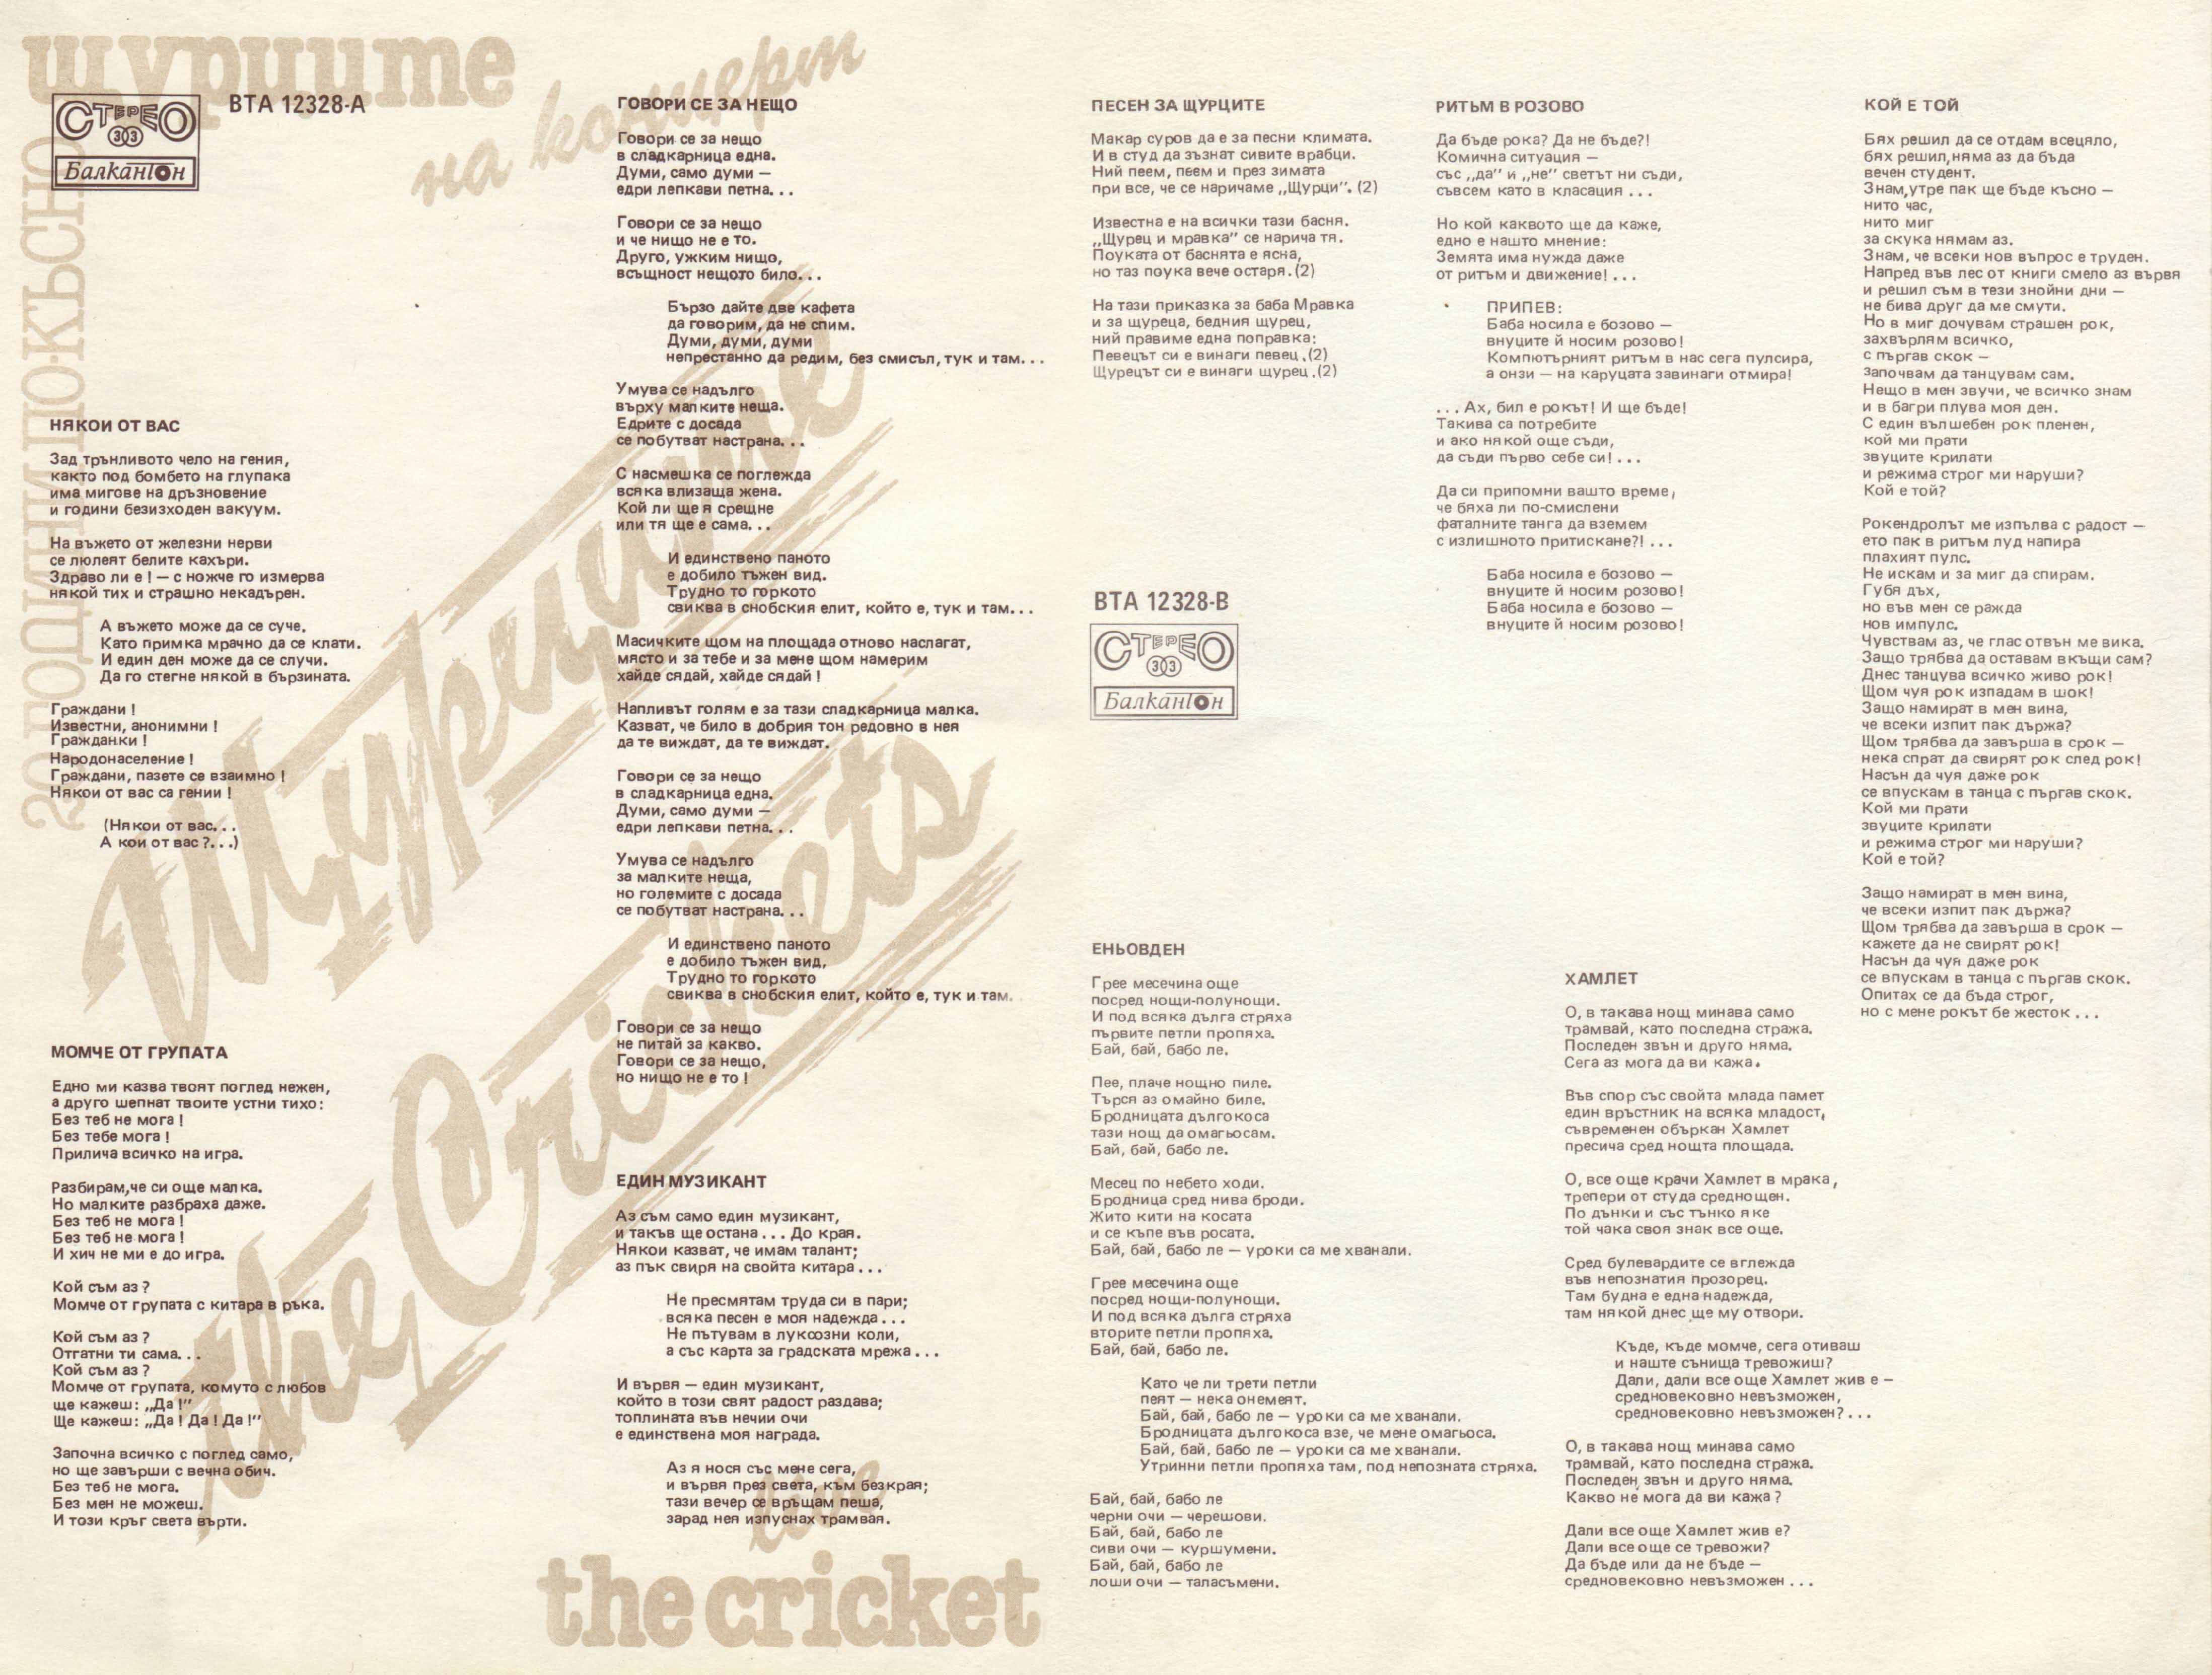 щурците
на концерт
20 ГОДИНИ ПО-КЪСНО
СТЕРЕО
33
Балкантон
ВТА 12328-А
НЯКОИ ОТ ВАС
Зад трънливото чело на гения,
както под бомбето на глупака
има мигове на дръзновение
и години безизходен вакуум.
На въжето от железни нерви
се люлеят белите кахъри.
Здраво ли е ! — с ножче го измерва
някой тих и страшно некадърен.
А въжето може да се суче.
Като примка мрачно да се клати.
И един ден може да се случи.
Да го стегне някой в бързината.
Граждани !
Известни, анонимни !
Гражданки !
Народонаселение !
Граждани, пазете се взаимно !
Някои от вас са гении !
(Някои от вас. . .
А кои от вас ?. . .)
МОМЧЕ ОТ ГРУПАТА
Едно ми казва твоят поглед нежен,
а друго шепнат твоите устни тихо:
Без теб не мога !
Без тебе мога !
Прилича всичко на игра.
Разбирам,че си още малка.
Но малките разбраха даже.
Без теб не мога !
Без теб не мога !
И хич не ми е до игра.
Кой съм аз ?
Момче от групата с китара в ръка.
Кой съм аз ?
Отгатни ти сама. . .
Кой съм аз ?
Момче от групата, комуто с любов
ще кажеш: „Да !”
Ще кажеш: „Да ! Да ! Да !”
Започна всичко с поглед само,
но ще завърши с вечна обич.
Без теб не мога.
Без мен не можеш.
И този кръг света върти.
ГОВОРИ СЕ ЗА НЕЩО
Говори се за нещо
в сладкарница една.
Думи, само думи —
едри лепкави петна. . .
Говори се за нещо
и че нищо не е то.
Друго, ужким нищо,
всъщност нещото било. . .
Бързо дайте две кафета
да говорим, да не спим.
Думи, думи, думи
непрестанно да редим, без смисъл, тук и там. . .
Умува се надълго
върху малките неща.
Едрите с досада
се побутват настрана. . .
С насмешка се поглежда
всяка влизаща жена.
Кой ли ще я срещне
или тя ще е сама. . .
И единствено паното
е добило тъжен вид.
Трудно то горкото
свиква в снобския елит, който е, тук и там. . .
Масичките щом на площада отново наслагат,
място и за тебе и за мене щом намерим
хайде сядай, хайде сядай !
Напливът голям е за тази сладкарница малка.
Казват, че било в добрия тон редовно в нея
да те виждат, да те виждат.
Говори се за нещо
в сладкарница една.
Думи, само думи —
едри лепкави петна. . .
Умува се надълго
за малките неща,
но големите с досада
се побутват настрана. . .
И единствено паното
е добило тъжен вид,
Трудно то горкото
свиква в снобския елит, който е, тук и там.
Говори се за нещо
не питай за какво.
Говори се за нещо,
но нищо не е то !
ЕДИН МУЗИКАНТ
Аз съм само един музикант,
и такъв ще остана . . . До края.
Някои казват, че имам талант;
аз пък свиря на свойта китара . . .
Не пресмятам труда си в пари;
всяка песен е моя надежда . . .
Не пътувам в луксозни коли,
а със карта за градската мрежа . . .
И вървя — един музикант,
който в този свят радост раздава;
топлината във нечии очи
е единствена моя награда.
Аз я нося със мене сега,
и вървя през света, към безкрая;
тази вечер се връщам пеша,
зарад нея изпуснах трамвая.
Щурците
The Crickets
live
the cricket
ПЕСЕН ЗА ЩУРЦИТЕ
Макар суров да е за песни климата.
И в студ да зъзнат сивите врабци.
Ний пеем, пеем и през зимата
при все, че се наричаме „Щурци”. (2)
Известна е на всички тази басня.
„Щурец и мравка” се нарича тя.
Поуката от баснята е ясна,
но таз поука вече остаря. (2)
На тази приказка за баба Мравка
и за щуреца, бедния щурец,
ний правиме една поправка:
Певецът си е винаги певец .(2)
Щурецът си е винаги щурец .(2)
ВТА 12328-В
СТЕРЕО
33
Балкантон
ЕНЬОВДЕН
Грее месечина още
посред нощи-полунощи.
И под всяка дълга стряха
първите петли пропяха.
Бай, бай, бабо ле.
Пее, плаче нощно пиле.
Търся аз омайно биле.
Бродницата дългокоса
тази нощ да омагьосам.
Бай, бай, бабо ле.
Месец по небето ходи.
Бродница сред нива броди.
Жито кити на косата
и се къпе във росата.
Бай, бай, бабо ле — уроки са ме хванали.
Грее месечина още
посред нощи-полунощи.
И под всяка дълга стряха
вторите петли пропяха.
Бай, бай, бабо ле.
Като че ли трети петли
пеят — нека онемеят.
Бай, бай, бабо ле — уроки са ме хванали.
Бродницата дългокоса взе, че мене омагьоса.
Бай, бай, бабо ле — уроки са ме хванали.
Утринни петли пропяха там, под непозната стряха.
Бай, бай, бабо ле
черни очи — черешови.
Бай, бай, бабо ле
сиви очи — куршумени.
Бай, бай, бабо ле
лоши очи — таласъмени.
РИТЪМ В РОЗОВО
Да бъде рока? Да не бъде?!
Комична ситуация —
със „да” и „не” светът ни съди,
съвсем като в класация . . .
Но кой каквото ще да каже,
едно е нашто мнение:
Земята има нужда даже
от ритъм и движение! . . .
ПРИПЕВ:
Баба носила е бозово —
внуците й носим розово!
Компютърният ритъм в нас сега пулсира,
а онзи — на каруцата завинаги отмира!
. . . Ах, бил е рокът! И ще бъде!
Такива са потребите
и ако някой още съди,
да съди първо себе си! . . .
Да си припомни вашто време,
че бяха ли по-смислени
фаталните танга да вземем
с излишното притискане?! . . .
Баба носила е бозово —
внуците й носим розово!
Баба носила е бозово —
внуците й носим розово!
ХАМЛЕТ
О, в такава нощ минава само
трамвай, като последна стража.
Последен звън и друго няма.
Сега аз мога да ви кажа.
Във спор със свойта млада памет
един връстник на всяка младост,
съвременен объркан Хамлет
пресича сред нощта площада.
О, все още крачи Хамлет в мрака,
трепери от студа среднощен.
По дънки и със тънко яке
той чака своя знак все още.
Сред булевардите се вглежда
във непознатия прозорец.
Там будна е една надежда,
там някой днес ще му отвори.
Къде, къде момче, сега отиваш
и наште сънища тревожиш?
Дали, дали все още Хамлет жив е –
средновековно невъзможен,
средновековно невъзможен? . . .
О, в такава нощ минава само
трамвай, като последна стража.
Последен звън и друго няма.
Какво не мога да ви кажа ?
Дали все още Хамлет жив е?
Дали все още се тревожи?
Да бъде или да не бъде —
средновековно невъзможен . . .
КОЙ Е ТОЙ
Бях решил да се отдам всецяло,
бях решил,няма аз да бъда
вечен студент.
Знам,утре пак ще бъде късно —
нито час,
нито миг
за скука нямам аз.
Знам, че всеки нов въпрос е труден.
Напред във лес от книги смело аз вървя
и решил съм в тези знойни дни —
не бива друг да ме смути.
Но в миг дочувам страшен рок,
захвърлям всичко,
с пъргав скок —
започвам да танцувам сам.
Нещо в мен звучи, че всичко знам
и в багри плува моя ден.
С един вълшебен рок пленен,
кой ми прати
звуците крилати
и режима строг ми наруши?
Кой е той?
Рокендролът ме изпълва с радост —
ето пак в ритъм луд напира
плахият пулс.
Не искам и за миг да спирам.
Губя дъх,
но във мен се ражда
нов импулс.
Чувствам аз, че глас отвън ме вика.
Защо трябва да оставам вкъщи сам?
Днес танцува всичко живо рок!
Щом чуя рок изпадам в шок!
Защо намират в мен вина,
че всеки изпит пак държа?
Щом трябва да завърша в срок —
нека спрат да свирят рок след рок!
Насън да чуя даже рок
се впускам в танца с пъргав скок.
Кой ми прати
звуците крилати
и режима строг ми наруши?
Кой е той?
Защо намират в мен вина,
че всеки изпит пак държа?
Щом трябва да завърша в срок —
кажете да не свирят рок!
Насън да чуя даже рок
се впускам в танца с пъргав скок.
Опитах се да бъда строг,
но с мене рокът бе жесток . . .